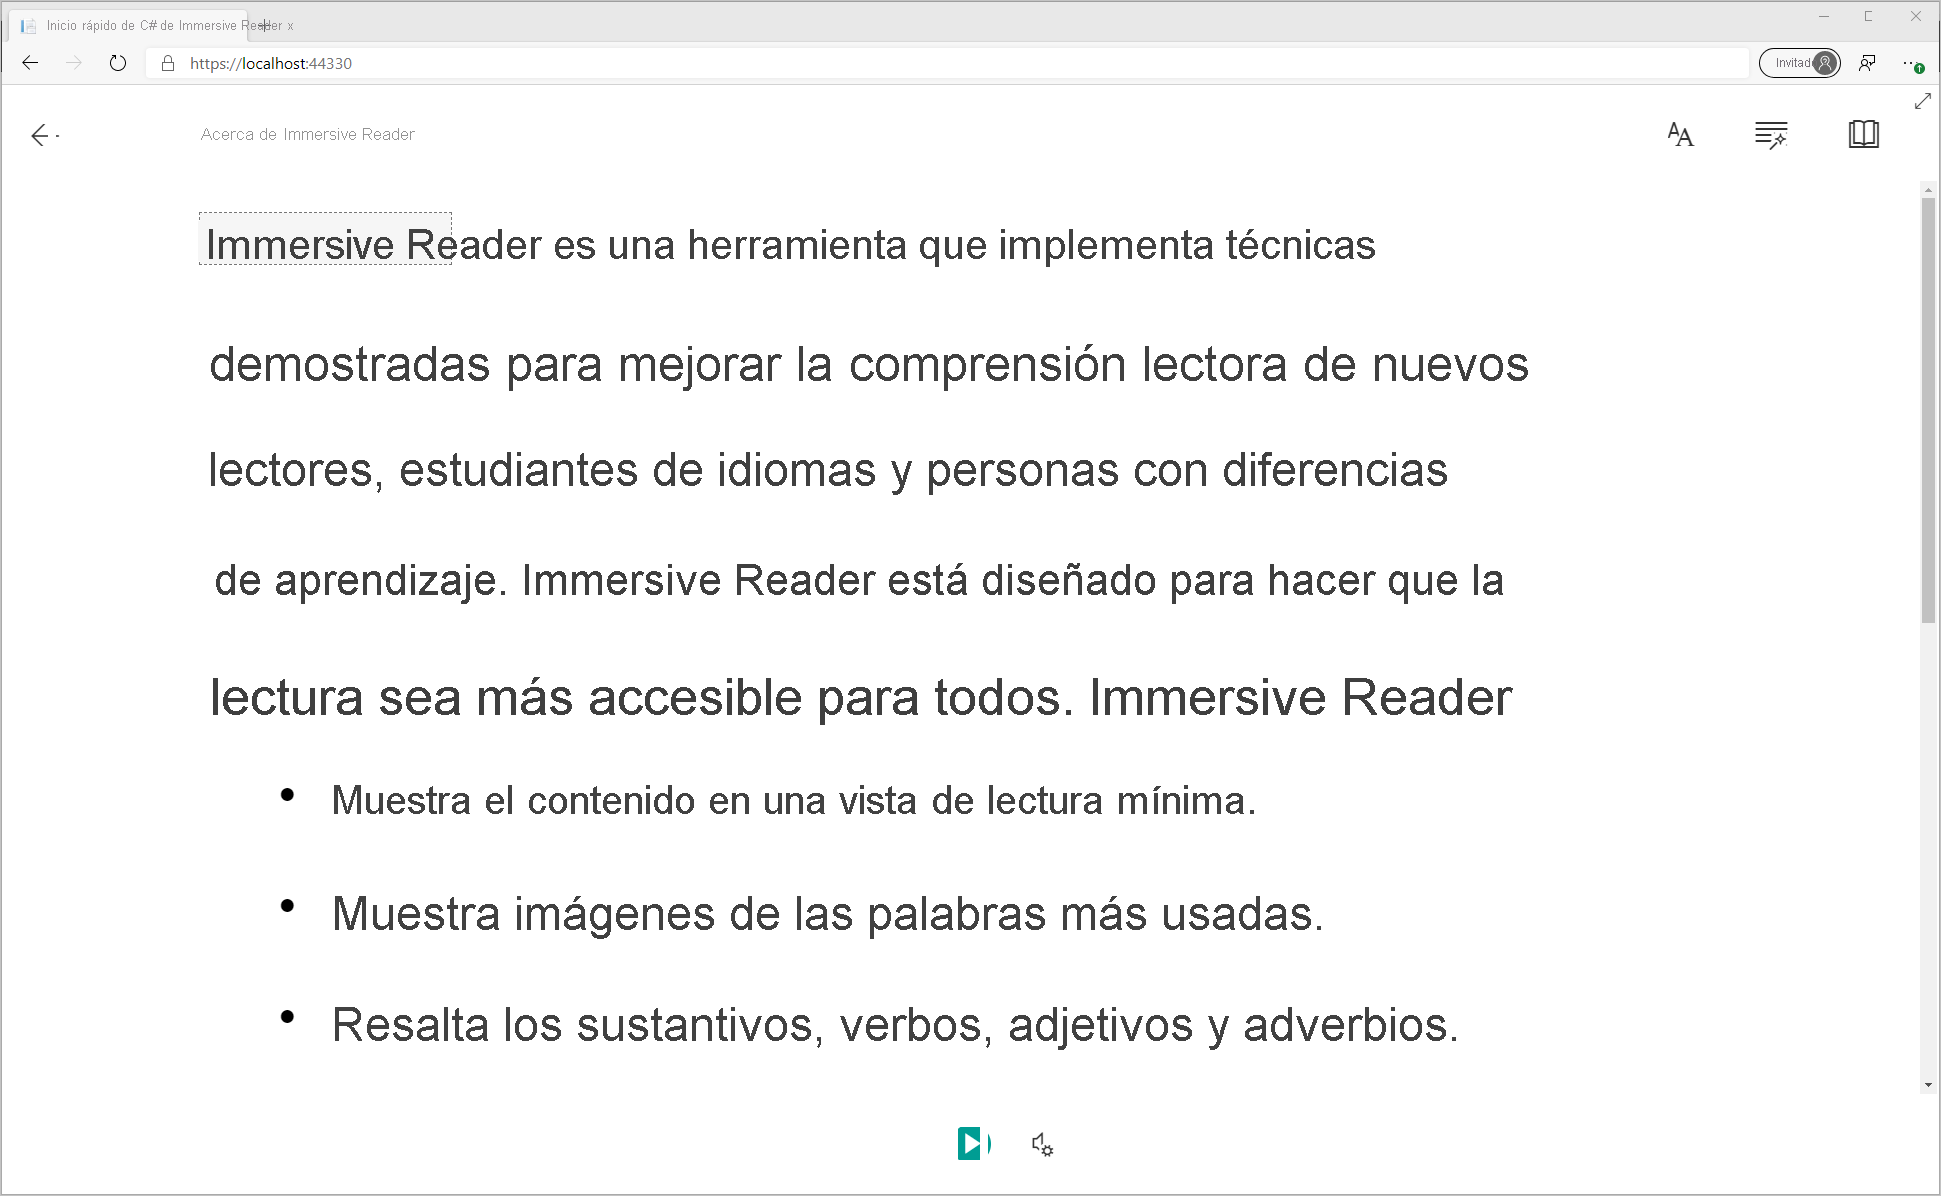 Inicio rápido de C# de Immersive Reader x
https://localhost:44330
Invitado
Acerca de Immersive Reader
AA
Immersive Reader es una herramienta que implementa técnicas
demostradas para mejorar la comprensión lectora de nuevos
lectores, estudiantes de idiomas y personas con diferencias
de aprendizaje. Immersive Reader está diseñado para hacer que la
lectura sea más accesible para todos. Immersive Reader
• Muestra el contenido en una vista de lectura mínima.
• Muestra imágenes de las palabras más usadas.
• Resalta los sustantivos, verbos, adjetivos y adverbios.